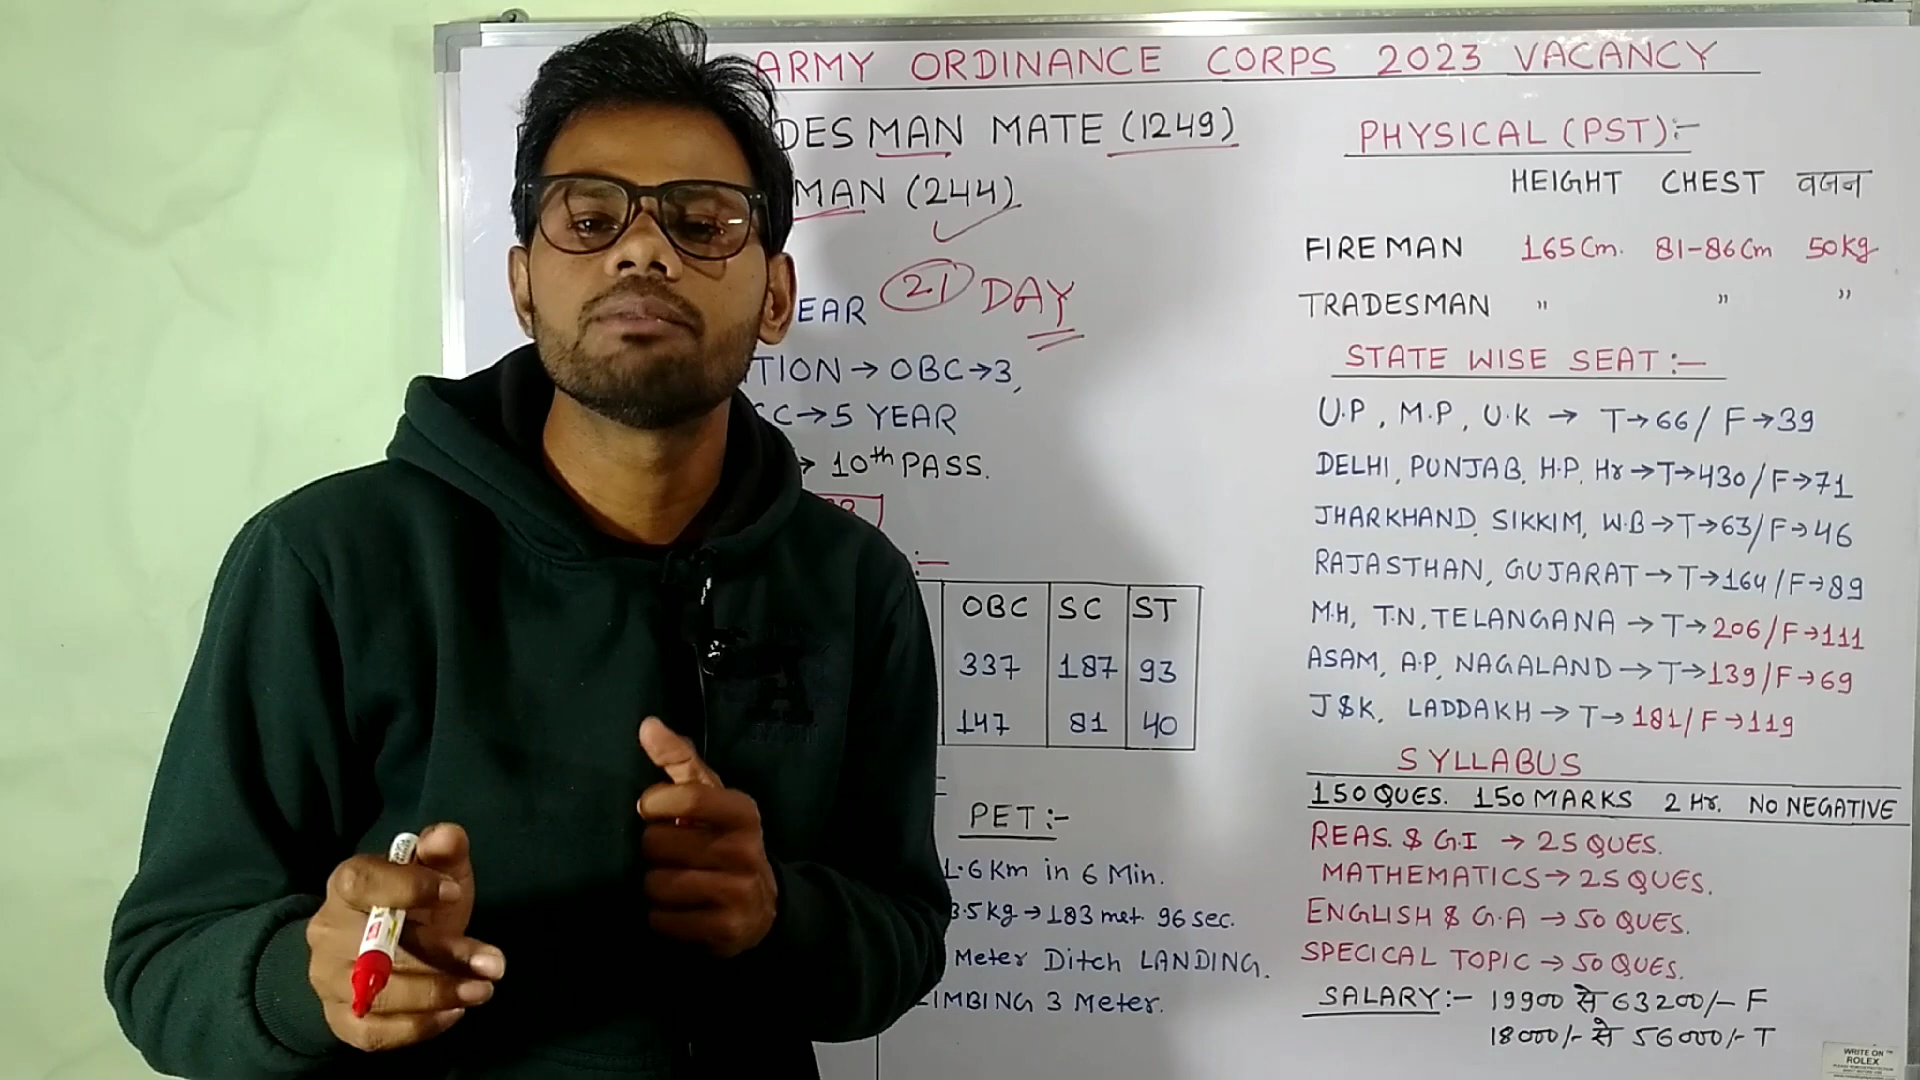 ARMY ORDINANCE CORPS 2023 VACANCY
DESMAN MATE (1249)
MAN (244)
EAR 21 DAY
TION → OBC → 3,
SC → 5 YEAR
→ 10th PASS.
:-
OBC SC ST
337 187 93
147 81 40
PET :-
1.6 Km in 6 Min.
3.5 kg → 183 met. 96 sec.
Meter Ditch LANDING.
IMBING 3 Meter.
PHYSICAL (PST):-
HEIGHT CHEST वजन
FIREMAN 165 Cm. 81-86 Cm 50 kg
TRADESMAN " " "
STATE WISE SEAT :-
U.P, M.P, U.K → T→66/F→39
DELHI, PUNJAB, H.P, Hr → T→430/F→71
JHARKHAND, SIKKIM, W.B → T→63/F→46
RAJASTHAN, GUJARAT → T→164/F→89
M.H, T.N, TELANGANA → T→206/F→111
ASAM, A.P, NAGALAND → T→139/F→69
J&K, LADDAKH → T→181/F→119
SYLLABUS
150 QUES. 150 MARKS 2 Hr. NO NEGATIVE
REAS. & G.I → 25 QUES.
MATHEMATICS → 25 QUES.
ENGLISH & G.A → 50 QUES.
SPECICAL TOPIC → 50 QUES.
SALARY :- 19900 से 63200/- F
18000/- से 56000/- T
WRITE ON
ROLEX